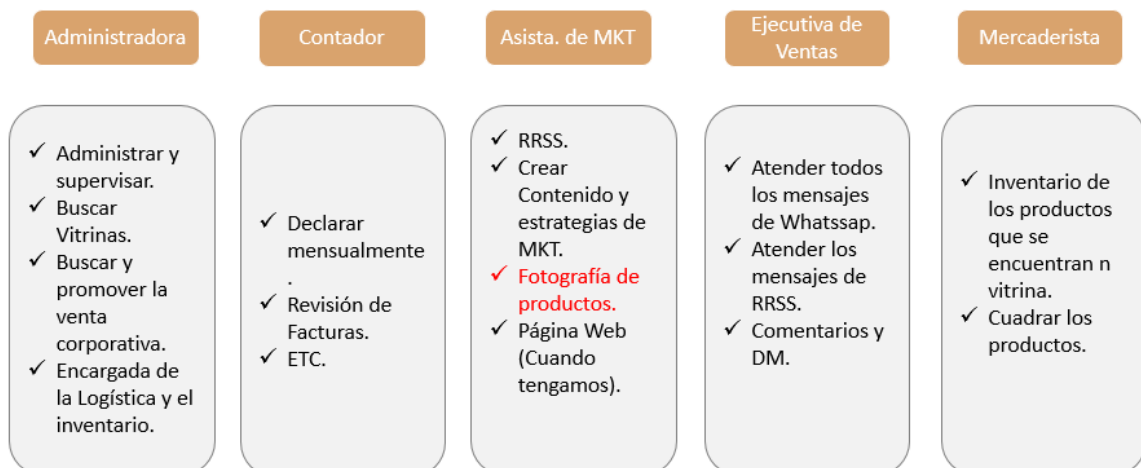 Administradora
Contador
Asista. de MKT
Ejecutiva de
Ventas
Mercaderista
✓ Administrar y
supervisar.
✓ Buscar
Vitrinas.
✓ Buscar y
promover la
venta
corporativa.
✓ Encargada de
la Logística y el
inventario.
✓ Declarar
mensualmente
.
✓ Revisión de
Facturas.
✓ ETC.
✓ RRSS.
✓ Crear
Contenido y
estrategias de
MKT.
✓ Fotografía de
productos.
✓ Página Web
(Cuando
tengamos).
✓ Atender todos
los mensajes
de Whatssap.
✓ Atender los
mensajes de
RRSS.
✓ Comentarios y
DM.
✓ Inventario de
los productos
que se
encuentran n
vitrina.
✓ Cuadrar los
productos.